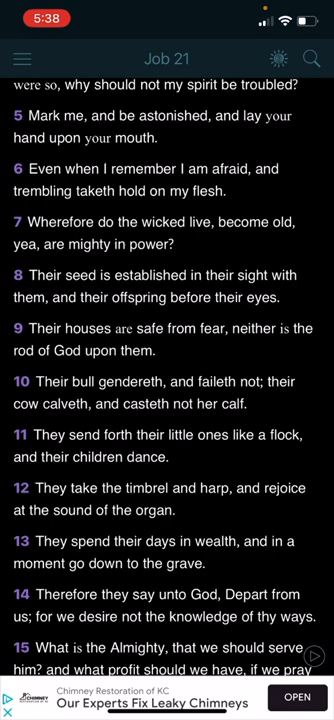 5:38
Job 21
were so, why should not my spirit be troubled?
5 Mark me, and be astonished, and lay your
hand upon your mouth.
6 Even when I remember I am afraid, and
trembling taketh hold on my flesh.
7 Wherefore do the wicked live, become old,
yea, are mighty in power?
8 Their seed is established in their sight with
them, and their offspring before their eyes.
9 Their houses are safe from fear, neither is the
rod of God upon them.
10 Their bull gendereth, and faileth not; their
cow calveth, and casteth not her calf.
11 They send forth their little ones like a flock,
and their children dance.
12 They take the timbrel and harp, and rejoice
at the sound of the organ.
13 They spend their days in wealth, and in a
moment go down to the grave.
14 Therefore they say unto God, Depart from
us; for we desire not the knowledge of thy ways.
15 What is the Almighty, that we should serve
him? and what profit should we have, if we pray
CHIMNEY
Chimney Restoration of KC
Our Experts Fix Leaky Chimneys
OPEN